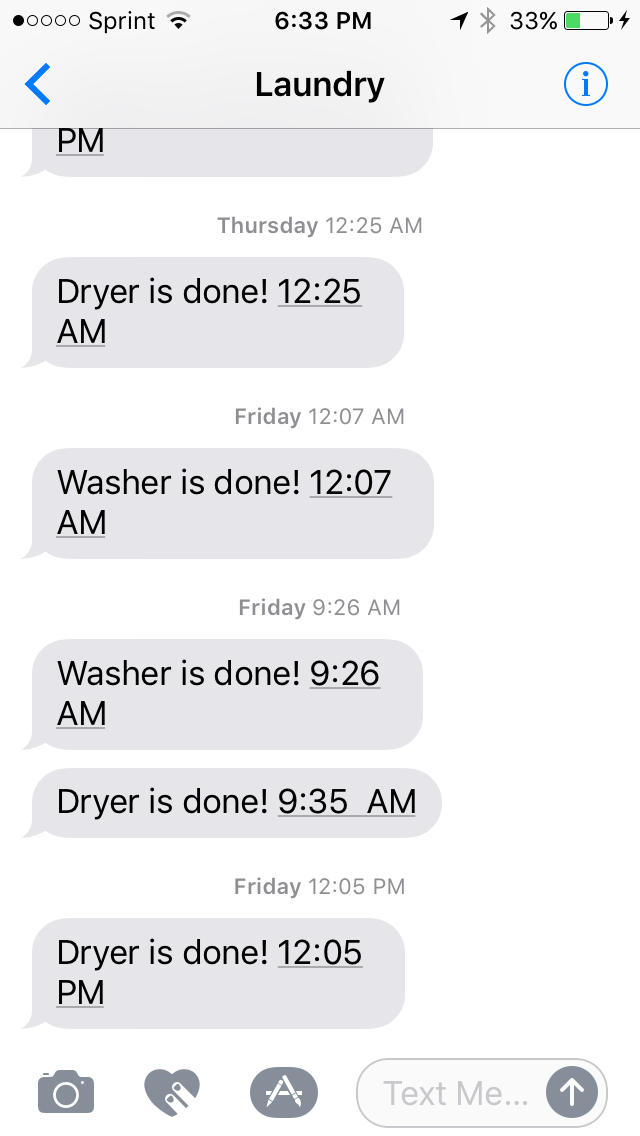 Sprint 6:33 PM 33%
Laundry
PM
Thursday 12:25 AM
Dryer is done! 12:25
AM
Friday 12:07 AM
Washer is done! 12:07
AM
Friday 9:26 AM
Washer is done! 9:26
AM
Dryer is done! 9:35 AM
Friday 12:05 PM
Dryer is done! 12:05
PM
Text Me...